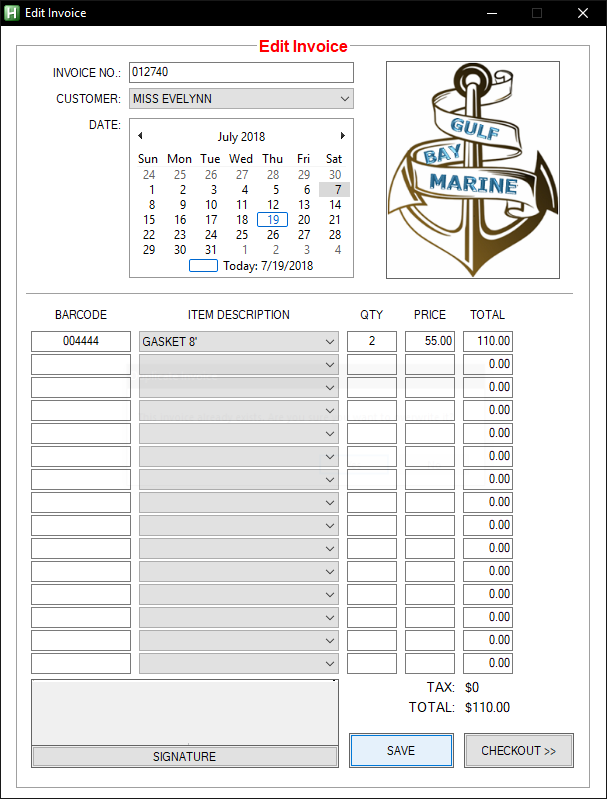 Edit Invoice
Edit Invoice
INVOICE NO.: 012740
CUSTOMER: MISS EVELYNN
DATE:
July 2018
Sun Mon Tue Wed Thu Fri Sat
24 25 26 27 28 29 30
1 2 3 4 5 6 7
8 9 10 11 12 13 14
15 16 17 18 19 20 21
22 23 24 25 26 27 28
29 30 31 1 2 3 4
Today: 7/19/2018
GULF
BAY
MARINE
BARCODE ITEM DESCRIPTION QTY PRICE TOTAL
004444 GASKET 8' 2 55.00 110.00
0.00
0.00
0.00
0.00
0.00
0.00
0.00
0.00
0.00
0.00
0.00
0.00
0.00
0.00
TAX: $0
TOTAL: $110.00
SIGNATURE
SAVE
CHECKOUT >>